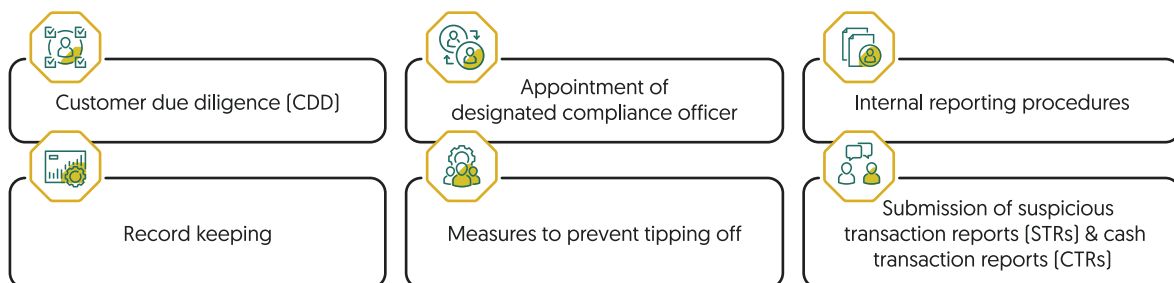 Customer due diligence (CDD)
Appointment of
designated compliance officer
Internal reporting procedures
Record keeping
Measures to prevent tipping off
Submission of suspicious
transaction reports (STRs) & cash
transaction reports (CTRs)